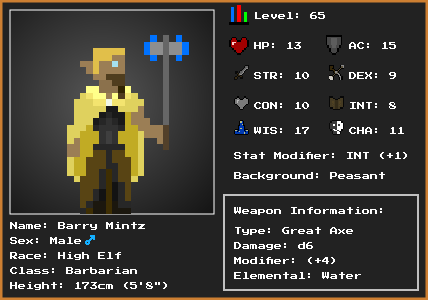 Level: 65
HP: 13 AC: 15
STR: 10 DEX: 9
CON: 10 INT: 8
WIS: 17 CHA: 11
Stat Modifier: INT (+1)
Background: Peasant
Weapon Information:
Type: Great Axe
Damage: d6
Modifier: (+4)
Elemental: Water
Name: Barry Mintz
Sex: Male ♂
Race: High Elf
Class: Barbarian
Height: 173cm (5'8")